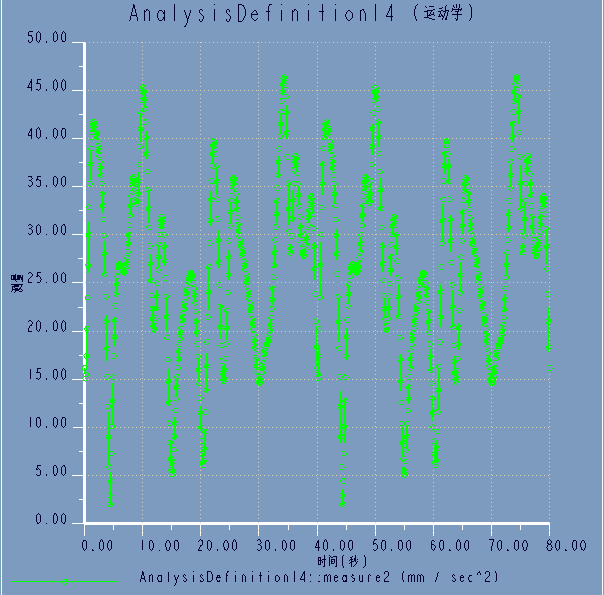 AnalysisDefinition14 (运动学)
50.00
45.00
40.00
35.00
30.00
25.00
20.00
15.00
10.00
5.00
0.00
测量
0.00 10.00 20.00 30.00 40.00 50.00 60.00 70.00 80.00
时间(秒)
AnalysisDefinition14::measure2 (mm / sec^2)